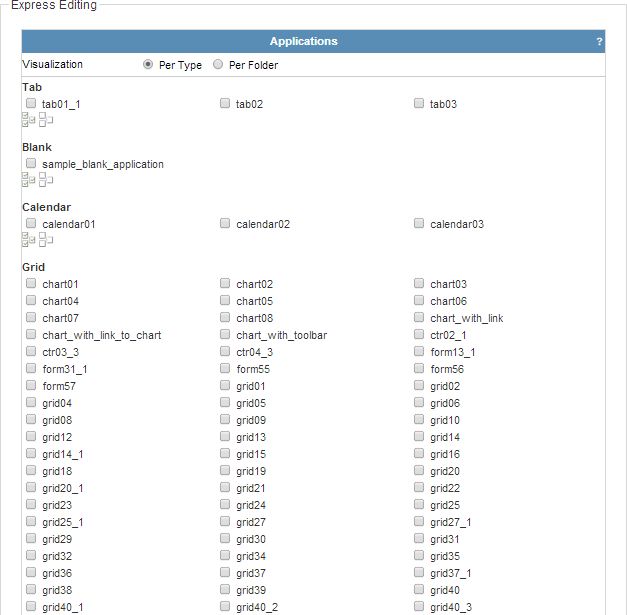 Express Editing
Applications ?
Visualization Per Type Per Folder
Tab
tab01_1 tab02 tab03
Blank
sample_blank_application
Calendar
calendar01 calendar02 calendar03
Grid
chart01 chart02 chart03
chart04 chart05 chart06
chart07 chart08 chart_with_link
chart_with_link_to_chart chart_with_toolbar ctr02_1
ctr03_3 ctr04_3 form13_1
form31_1 form55 form56
form57 grid01 grid02
grid04 grid05 grid06
grid08 grid09 grid10
grid12 grid13 grid14
grid14_1 grid15 grid16
grid18 grid19 grid20
grid20_1 grid21 grid22
grid23 grid24 grid25
grid25_1 grid27 grid27_1
grid29 grid30 grid31
grid32 grid34 grid35
grid36 grid37 grid37_1
grid38 grid39 grid40
grid40_1 grid40_2 grid40_3